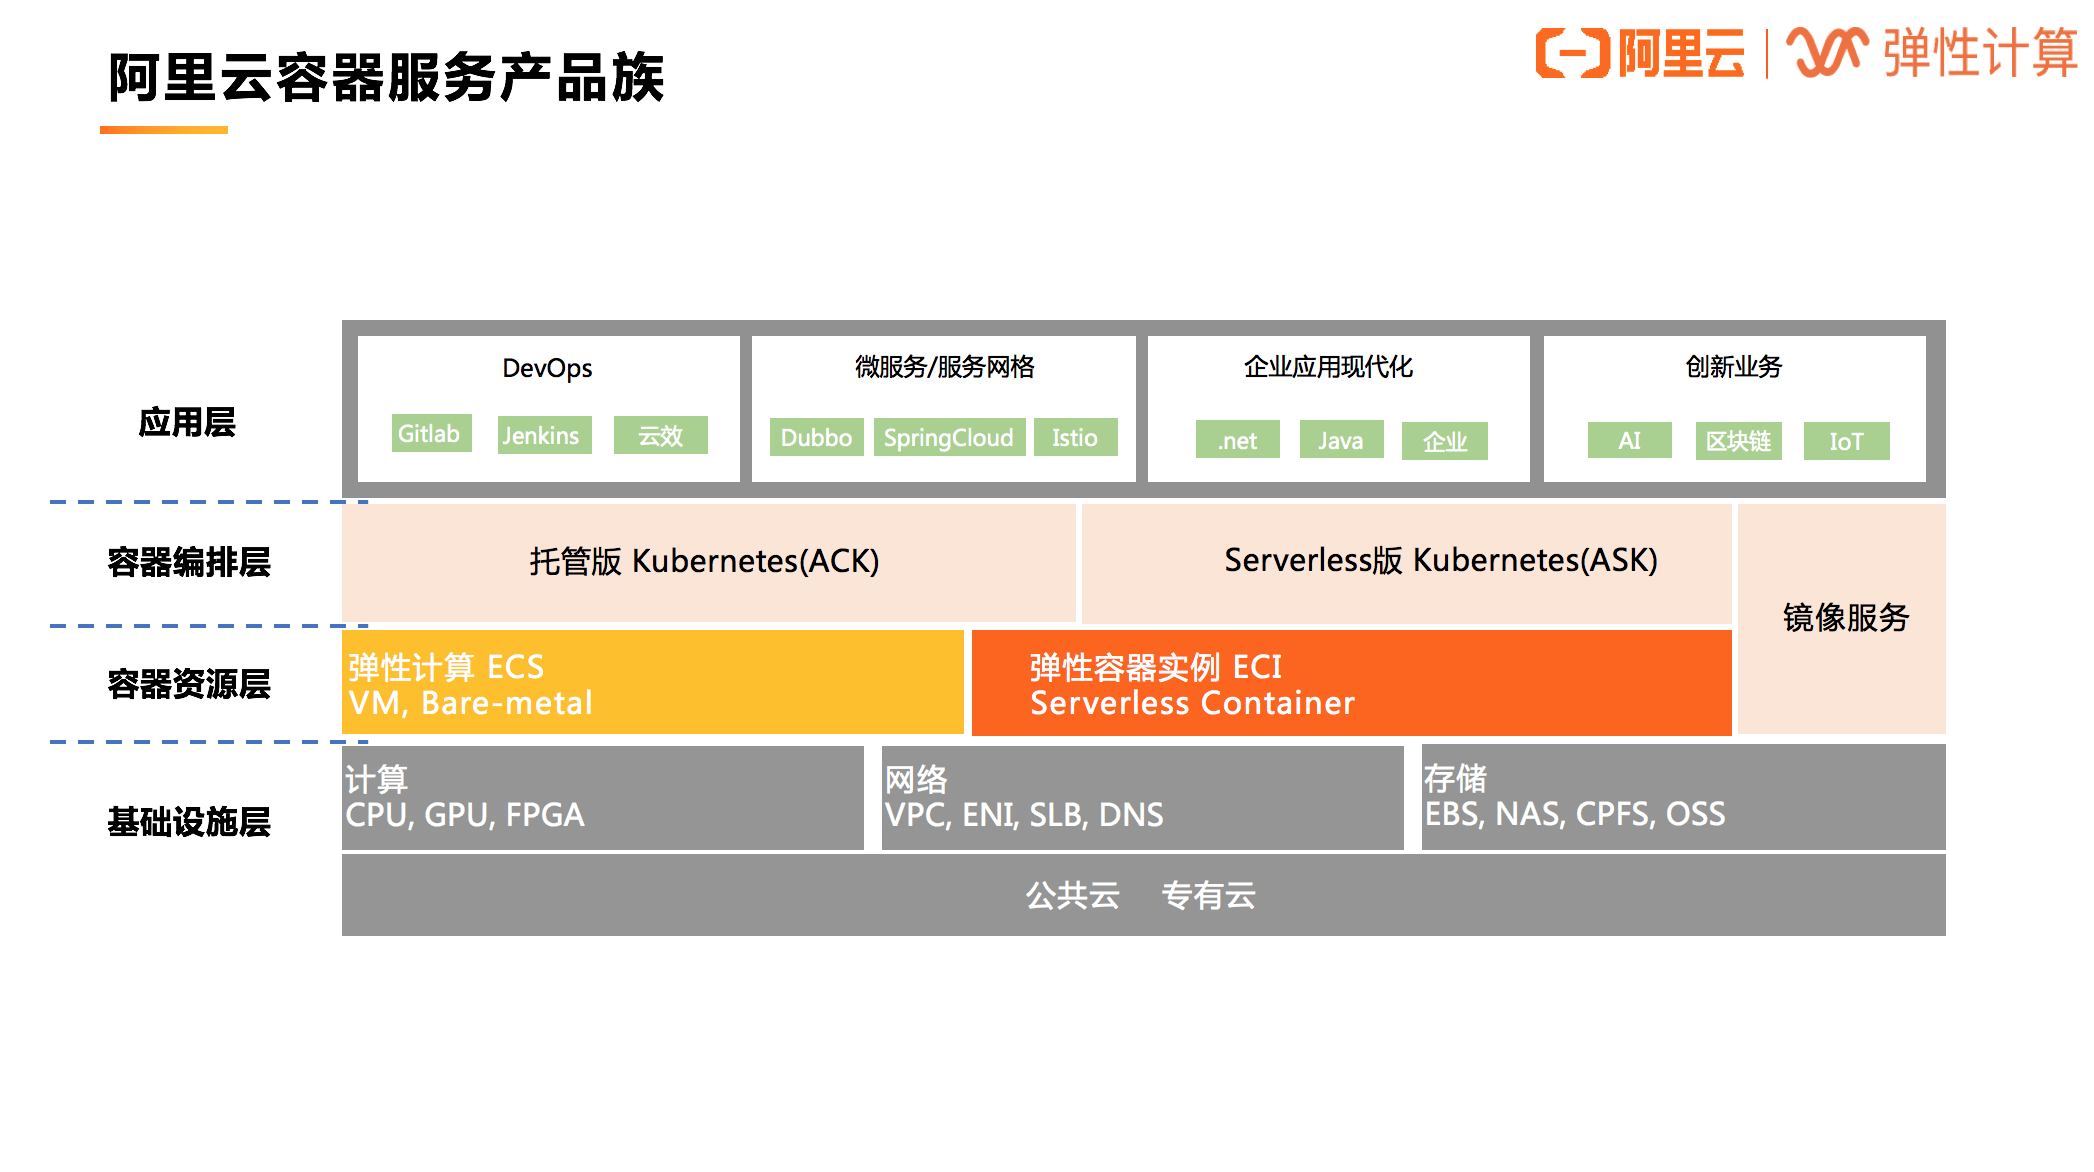 阿里云容器服务产品族
阿里云 弹性计算
应用层
DevOps
Gitlab Jenkins 云效
微服务/服务网格
Dubbo SpringCloud Istio
企业应用现代化
.net Java 企业
创新业务
AI 区块链 IoT
容器编排层
托管版 Kubernetes(ACK)
Serverless版 Kubernetes(ASK)
镜像服务
容器资源层
弹性计算 ECS
VM, Bare-metal
弹性容器实例 ECI
Serverless Container
基础设施层
计算
CPU, GPU, FPGA
网络
VPC, ENI, SLB, DNS
存储
EBS, NAS, CPFS, OSS
公共云 专有云